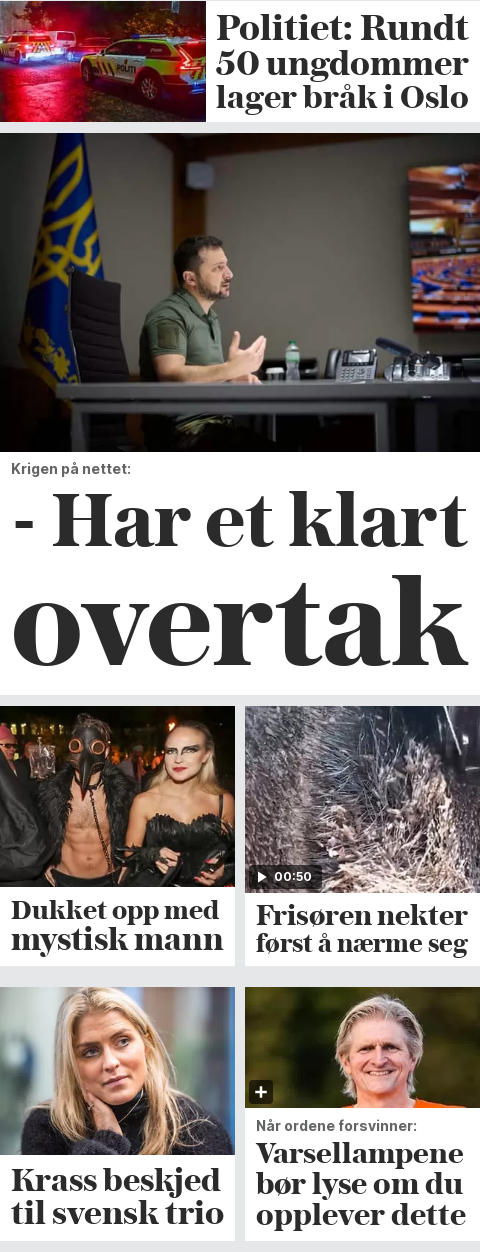 POLITI
Politiet: Rundt
50 ungdommer
lager bråk i Oslo
Krigen på nettet:
- Har et klart
overtak
00:50
Dukket opp med
mystisk mann
Frisøren nekter
først å nærme seg
Krass beskjed
til svensk trio
Når ordene forsvinner:
Varsellampene
bør lyse om du
opplever dette